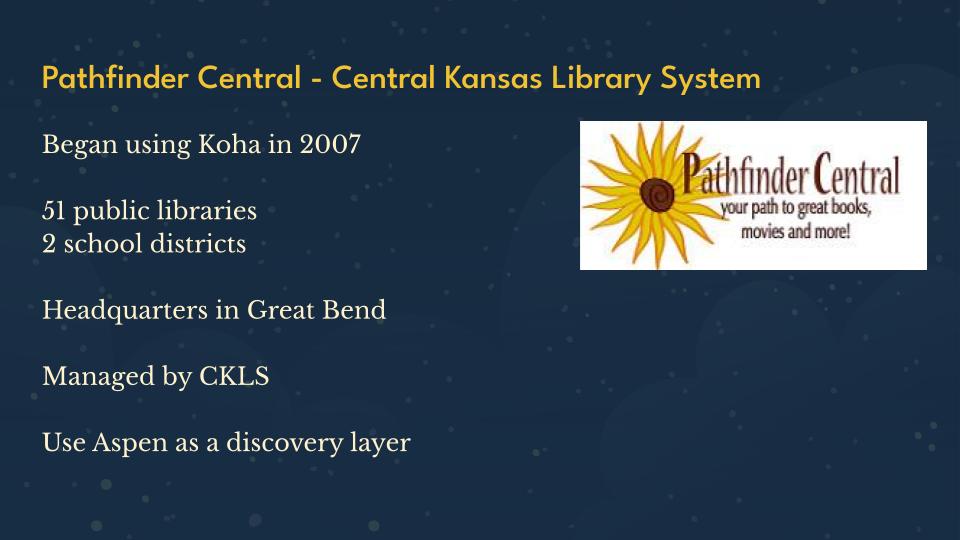 Pathfinder Central - Central Kansas Library System
Began using Koha in 2007
51 public libraries
2 school districts
Headquarters in Great Bend
Managed by CKLS
Use Aspen as a discovery layer
Pathfinder Central
your path to great books,
movies and more!